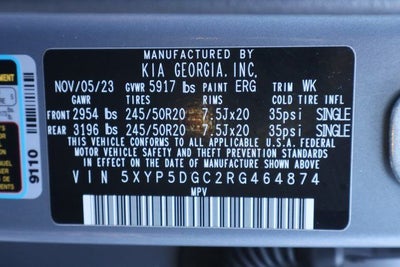 MANUFACTURED BY
KIA GEORGIA, INC.
NOV/05/23 GVWR 5917 lbs PAINT ERG TRIM WK
GAWR TIRES RIMS COLD TIRE INFL
FRONT 2954 lbs 245/50R20 7.5Jx20 35psi SINGLE
REAR 3196 lbs 245/50R20 7.5Jx20 35psi SINGLE
THIS VEHICLE CONFORMS TO ALL APPLICABLE U.S. FEDERAL
MOTOR VEHICLE SAFETY AND THEFT PREVENTION STANDARDS
IN EFFECT ON THE DATE OF MANUFACTURE SHOWN ABOVE.
VIN 5XYP5DGC2RG464874
MPV
9110